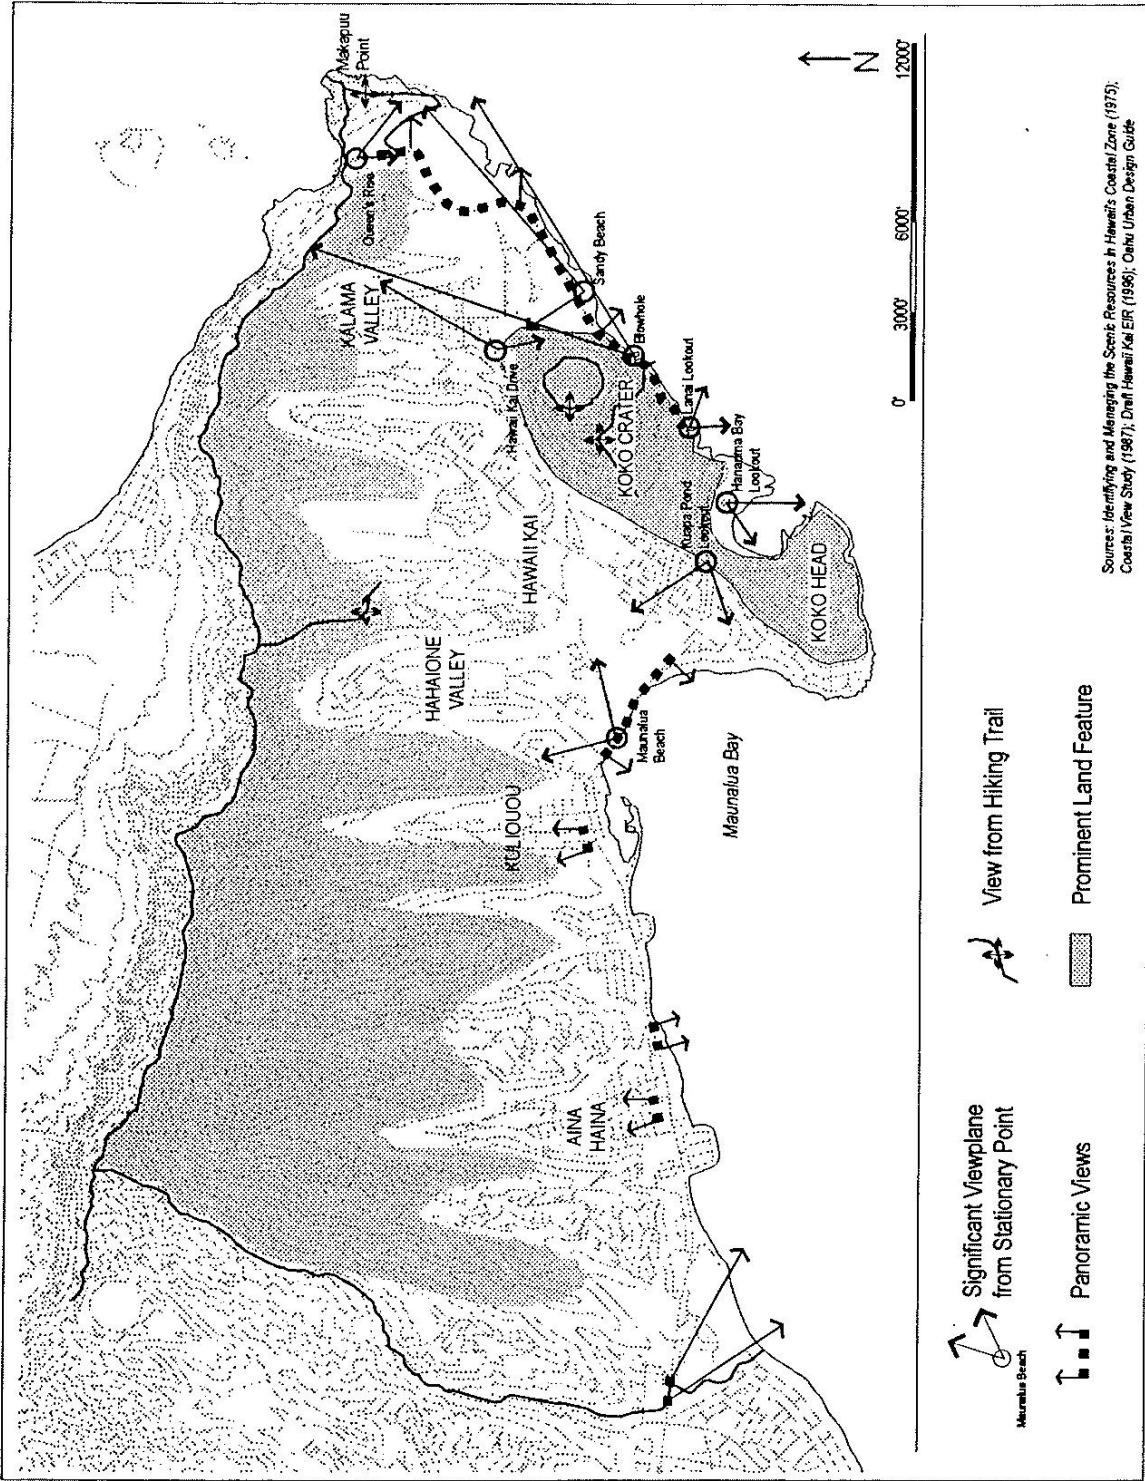 Makapuu
Point
Queen's Rise
KALAMA
VALLEY
Sandy Beach
Hawaii Kai Drive
Blowhole
KOKO CRATER
Lanai Lookout
Hanauma Bay
Lookout
Kuapa Pond
Lookout
HAWAII KAI
KOKO HEAD
HAHAIONE
VALLEY
Maunalua
Beach
Maunalua Bay
KULIOUOU
AINA
HAINA
0'
3000'
6000'
12000'
N
Significant Viewplane
from Stationary Point
Maunalua Beach
View from Hiking Trail
Panoramic Views
Prominent Land Feature
Sources: Identifying and Managing the Scenic Resources in Hawaii's Coastal Zone (1975);
Coastal View Study (1987); Draft Hawaii Kai EIR (1996); Oahu Urban Design Guide